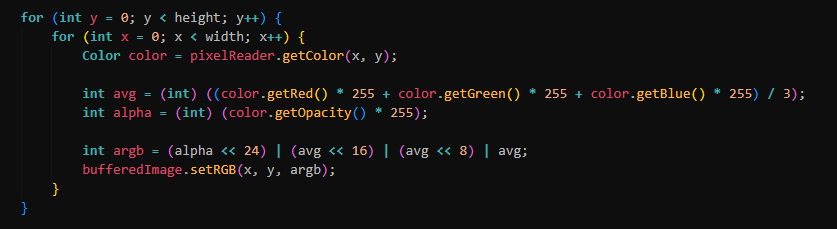 for (int y = 0; y < height; y++) {
    for (int x = 0; x < width; x++) {
        Color color = pixelReader.getColor(x, y);

        int avg = (int) ((color.getRed() * 255 + color.getGreen() * 255 + color.getBlue() * 255) / 3);
        int alpha = (int) (color.getOpacity() * 255);

        int argb = (alpha << 24) | (avg << 16) | (avg << 8) | avg;
        bufferedImage.setRGB(x, y, argb);
    }
}